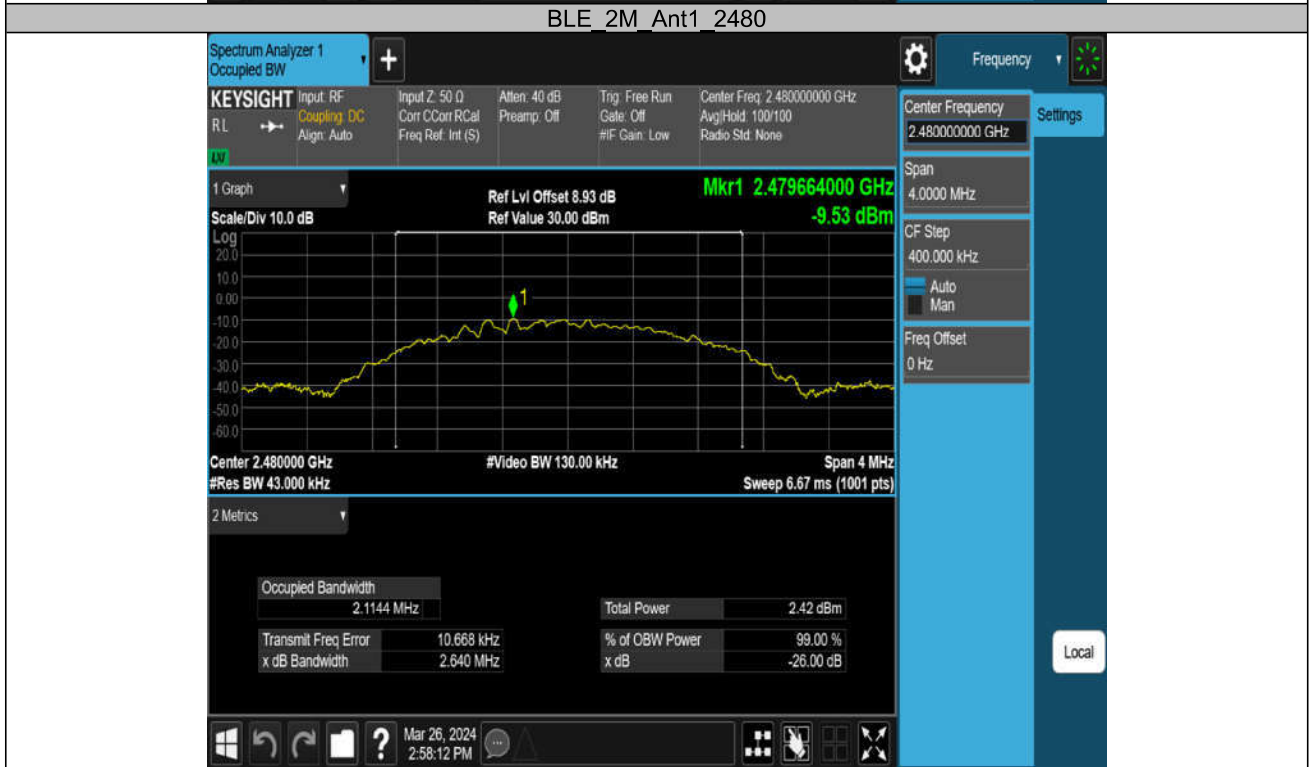 BLE_2M_Ant1_2480
Spectrum Analyzer 1
Occupied BW
+
Frequency
KEYSIGHT
RL
Input: RF
Coupling: DC
Align: Auto
Input Z: 50 Ω
Corr CCorr RCal
Freq Ref: Int (S)
Atten: 40 dB
Preamp: Off
Trig: Free Run
Gate: Off
#IF Gain: Low
Center Freq: 2.480000000 GHz
Avg|Hold: 100/100
Radio Std: None
LXI
Center Frequency
2.480000000 GHz
Settings
Span
4.0000 MHz
CF Step
400.000 kHz
Auto
Man
Freq Offset
0 Hz
1 Graph
Scale/Div 10.0 dB
Ref Lvl Offset 8.93 dB
Ref Value 30.00 dBm
Mkr1 2.479664000 GHz
-9.53 dBm
Log
20.0
10.0
0.00
-10.0
-20.0
-30.0
-40.0
-50.0
-60.0
1
Center 2.480000 GHz
#Video BW 130.00 kHz
Span 4 MHz
#Res BW 43.000 kHz
Sweep 6.67 ms (1001 pts)
2 Metrics
Occupied Bandwidth
2.1144 MHz
Total Power 2.42 dBm
Transmit Freq Error 10.668 kHz
% of OBW Power 99.00 %
x dB Bandwidth 2.640 MHz
x dB -26.00 dB
Local
?
Mar 26, 2024
2:58:12 PM